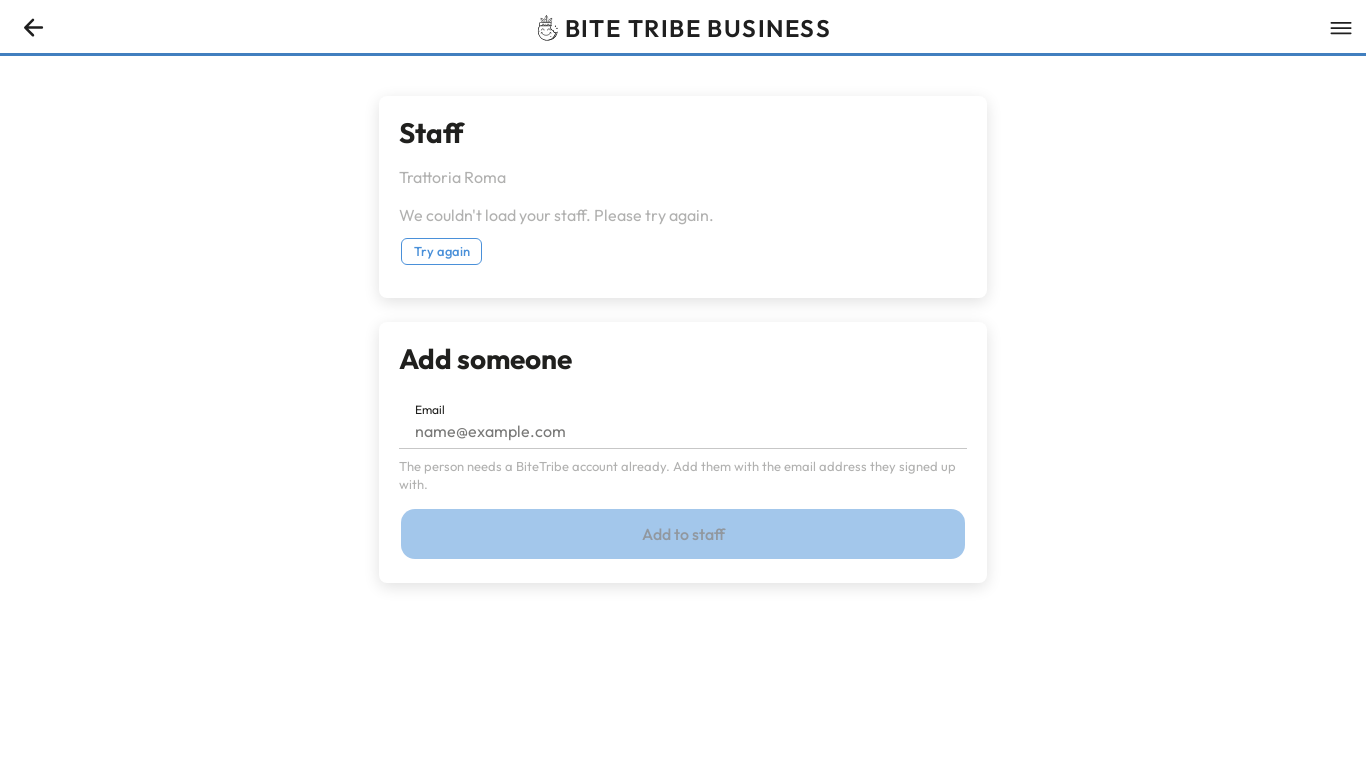 BITE TRIBE BUSINESS
Staff
Trattoria Roma
We couldn't load your staff. Please try again.
Try again
Add someone
Email
name@example.com
The person needs a BiteTribe account already. Add them with the email address they signed up
with.
Add to staff